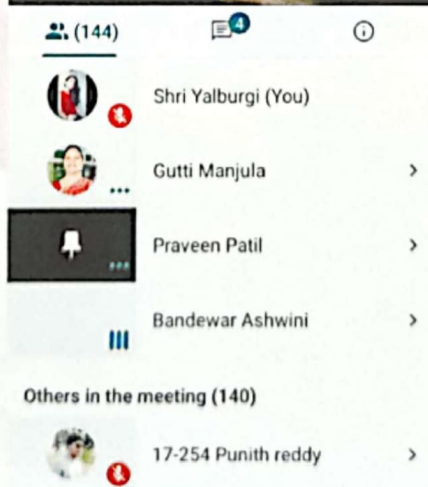 (144)
4
Shri Yalburgi (You)
Gutti Manjula
Praveen Patil
Bandewar Ashwini
Others in the meeting (140)
17-254 Punith reddy